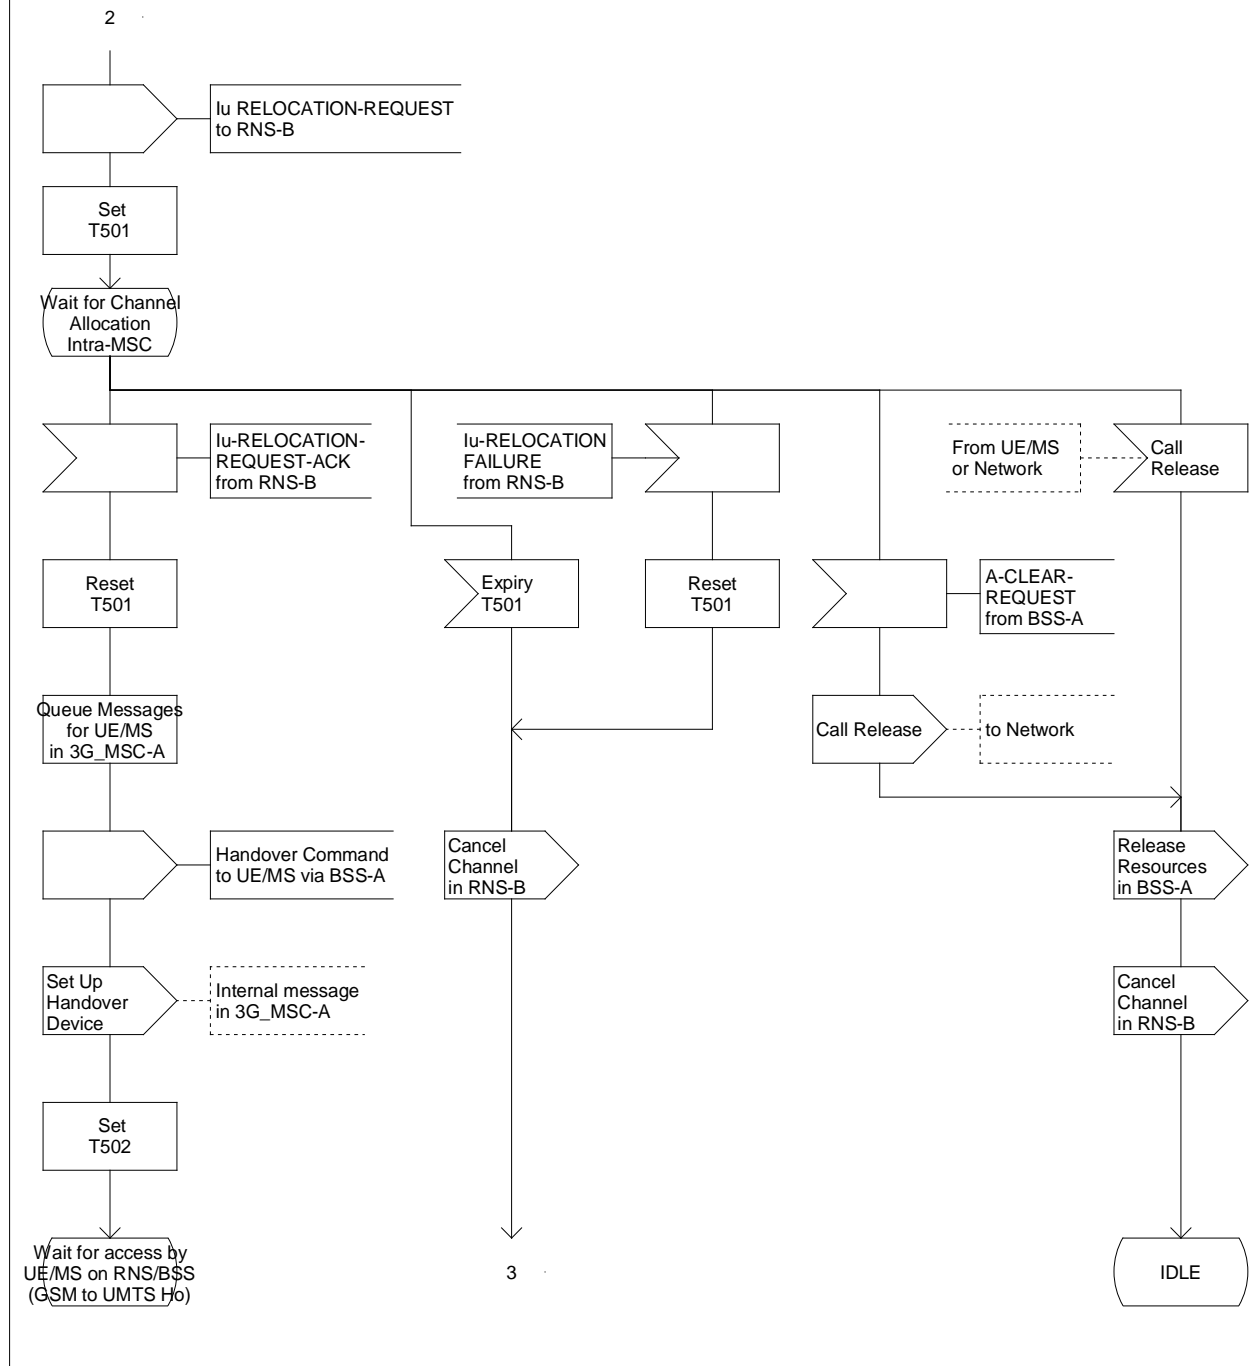 2
Iu RELOCATION-REQUEST
to RNS-B
Set
T501
Wait for Channel
Allocation
Intra-MSC
Iu-RELOCATION-
REQUEST-ACK
from RNS-B
Iu-RELOCATION
FAILURE
from RNS-B
From UE/MS
or Network
Call
Release
Reset
T501
Expiry
T501
Reset
T501
A-CLEAR-
REQUEST
from BSS-A
Queue Messages
for UE/MS
in 3G_MSC-A
Call Release
to Network
Handover Command
to UE/MS via BSS-A
Cancel
Channel
in RNS-B
Release
Resources
in BSS-A
Set Up
Handover
Device
Internal message
in 3G_MSC-A
Cancel
Channel
in RNS-B
Set
T502
Wait for access by
UE/MS on RNS/BSS
(GSM to UMTS Ho)
3
IDLE